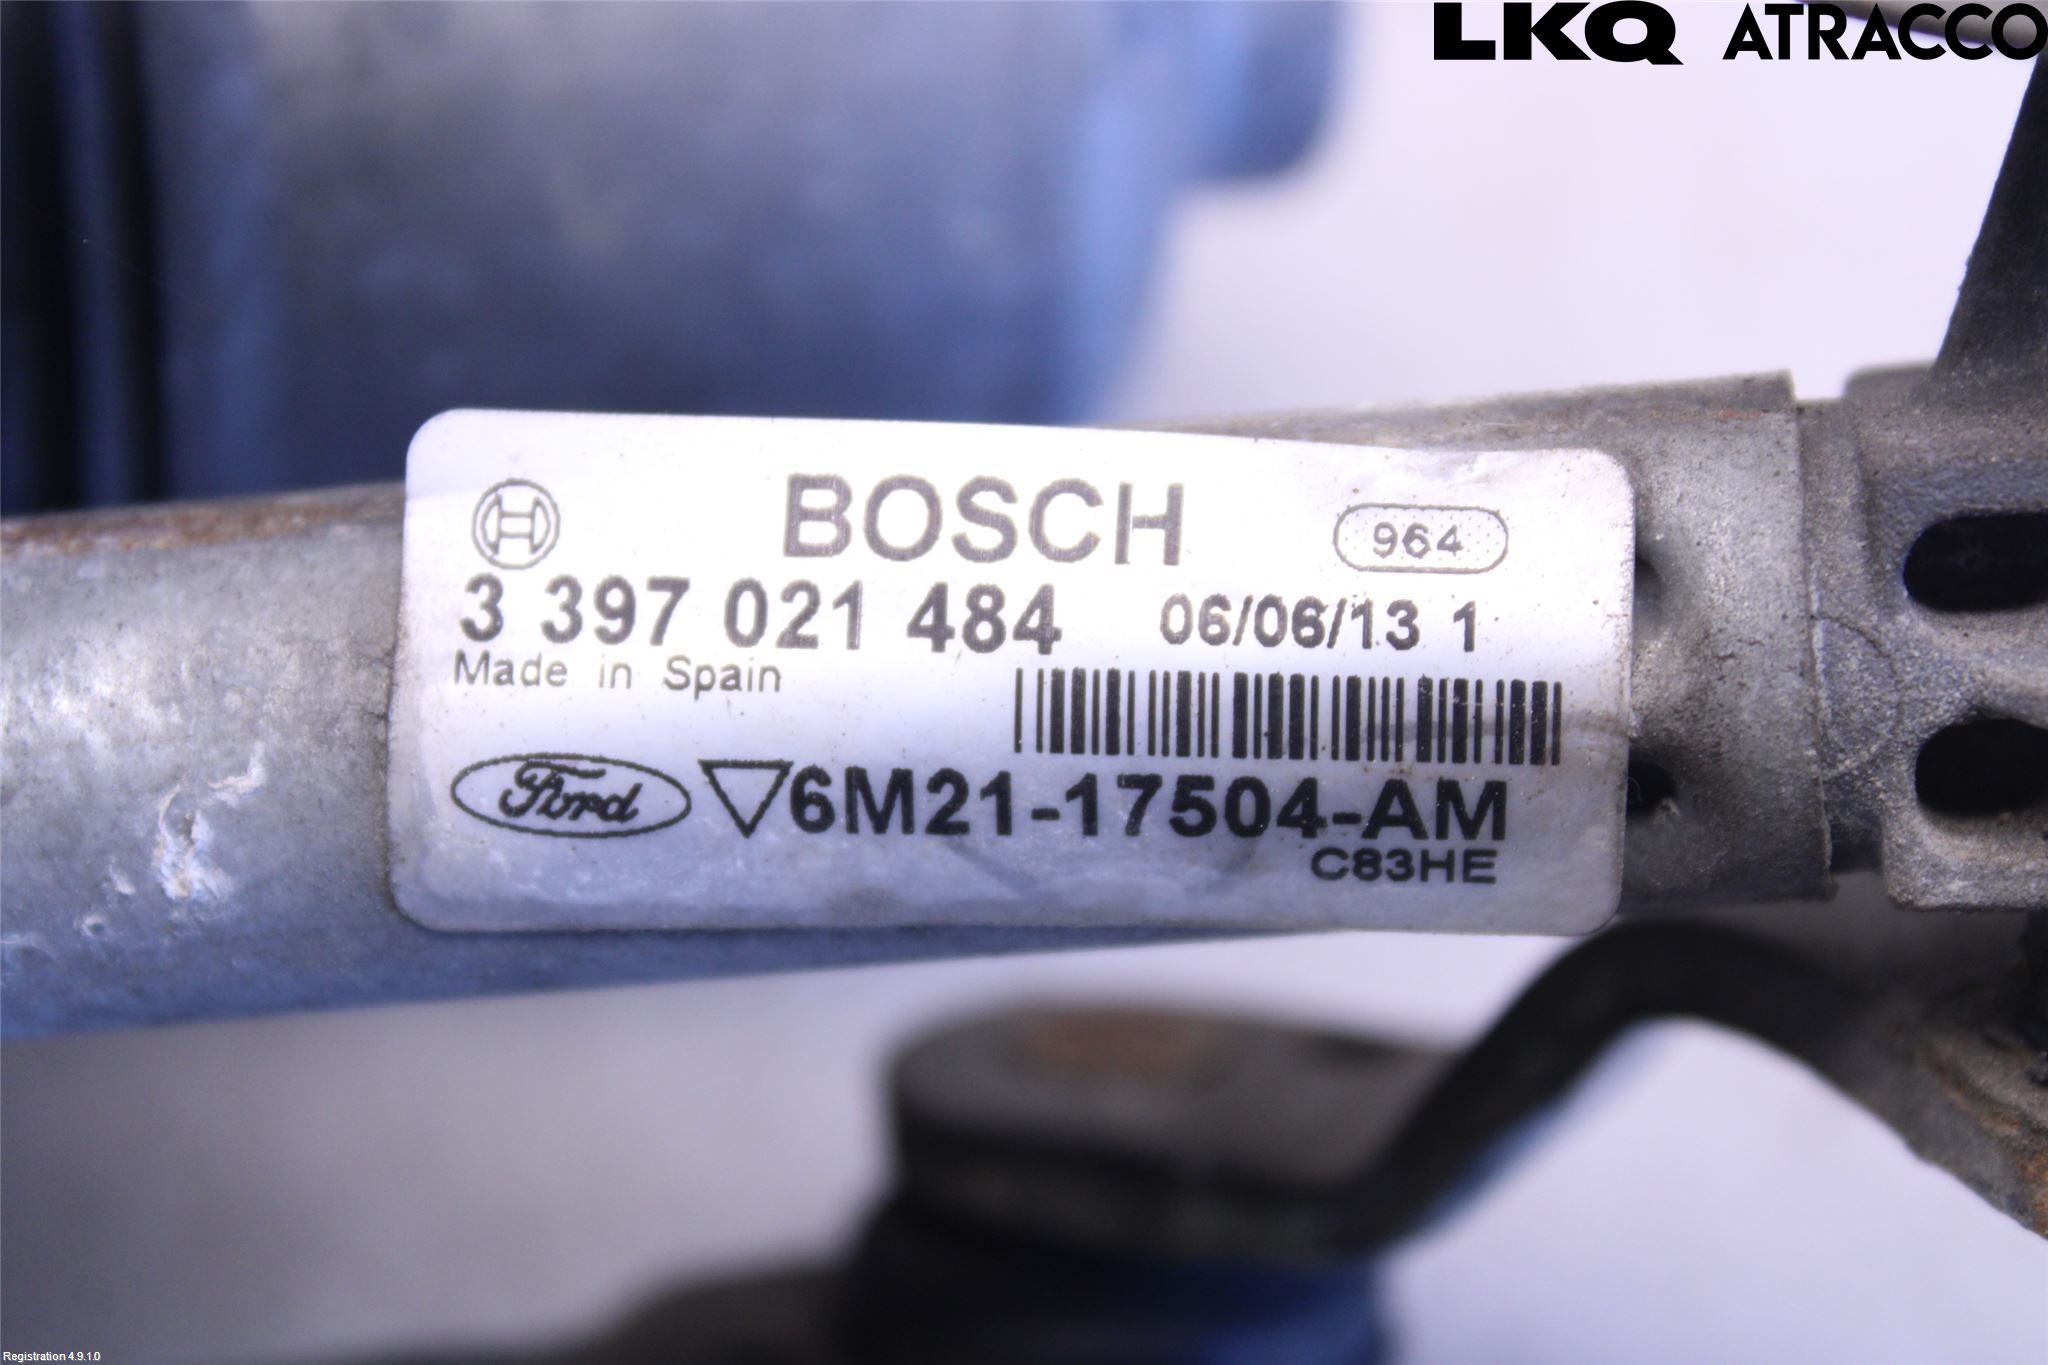 LKQ ATRACCO
BOSCH 964
3 397 021 484 06/06/13 1
Made in Spain
Ford 6M21-17504-AM
C83HE
Registration 4.9.1.0